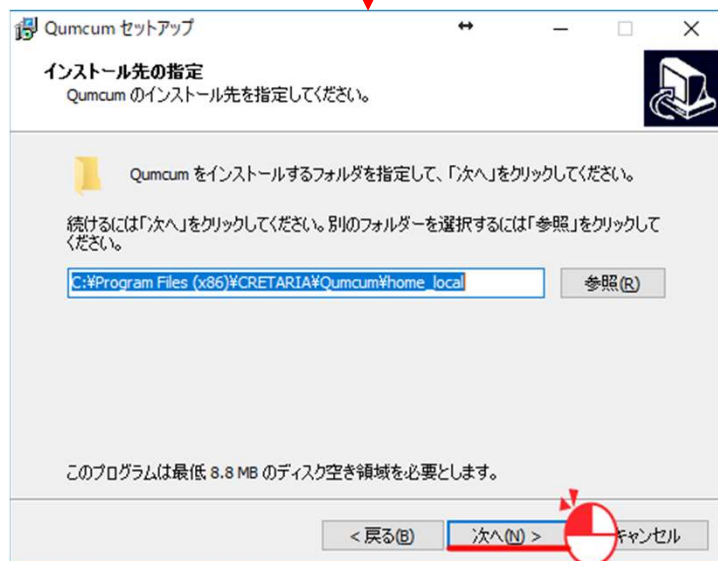 Qumcum セットアップ
インストール先の指定
Qumcum のインストール先を指定してください。
Qumcum をインストールするフォルダを指定して、「次へ」をクリックしてください。
続けるには「次へ」をクリックしてください。別のフォルダーを選択するには「参照」をクリックして
ください。
C:¥Program Files (x86)¥CRETARIA¥Qumcum¥home_local
参照(R)
このプログラムは最低 8.8 MB のディスク空き領域を必要とします。
< 戻る(B)
次へ(N) >
キャンセル